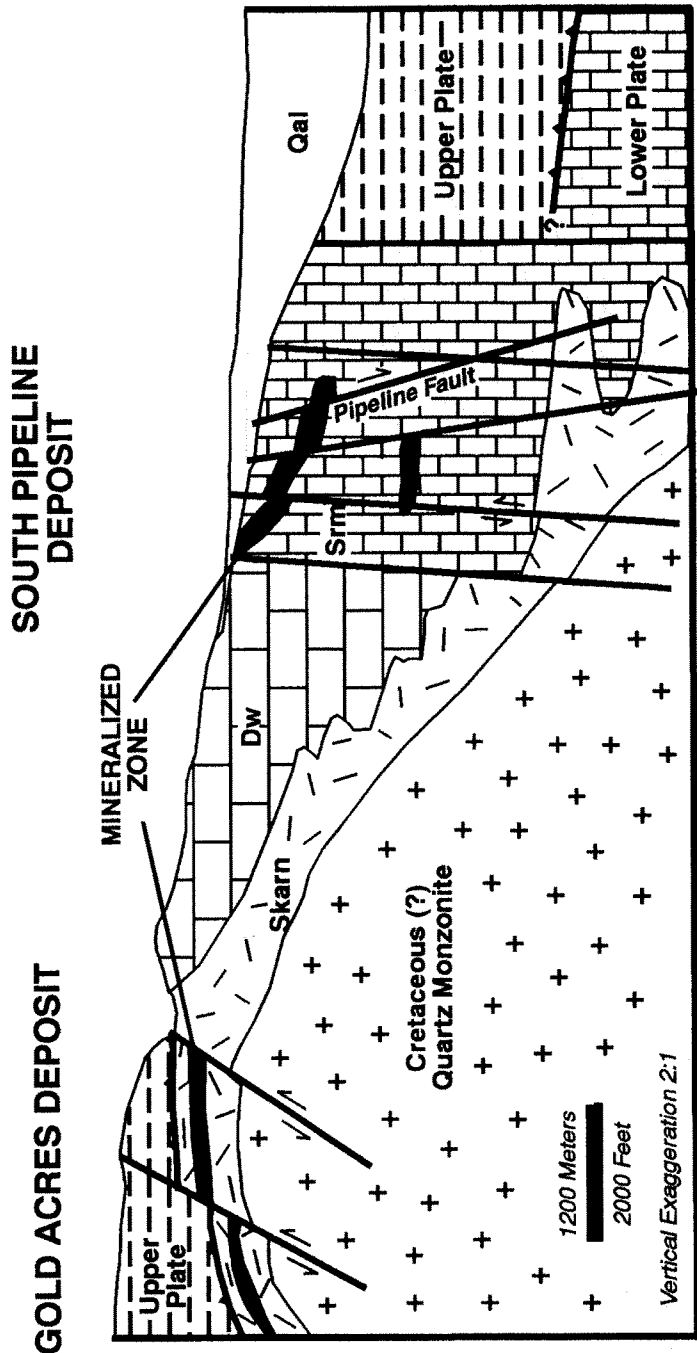 GOLD ACRES DEPOSIT
SOUTH PIPELINE
DEPOSIT
MINERALIZED
ZONE
Upper
Plate
Skarn
Dw
Srm
Pipeline Fault
Qal
Upper Plate
?
Lower Plate
Cretaceous (?)
Quartz Monzonite
1200 Meters
2000 Feet
Vertical Exaggeration 2:1